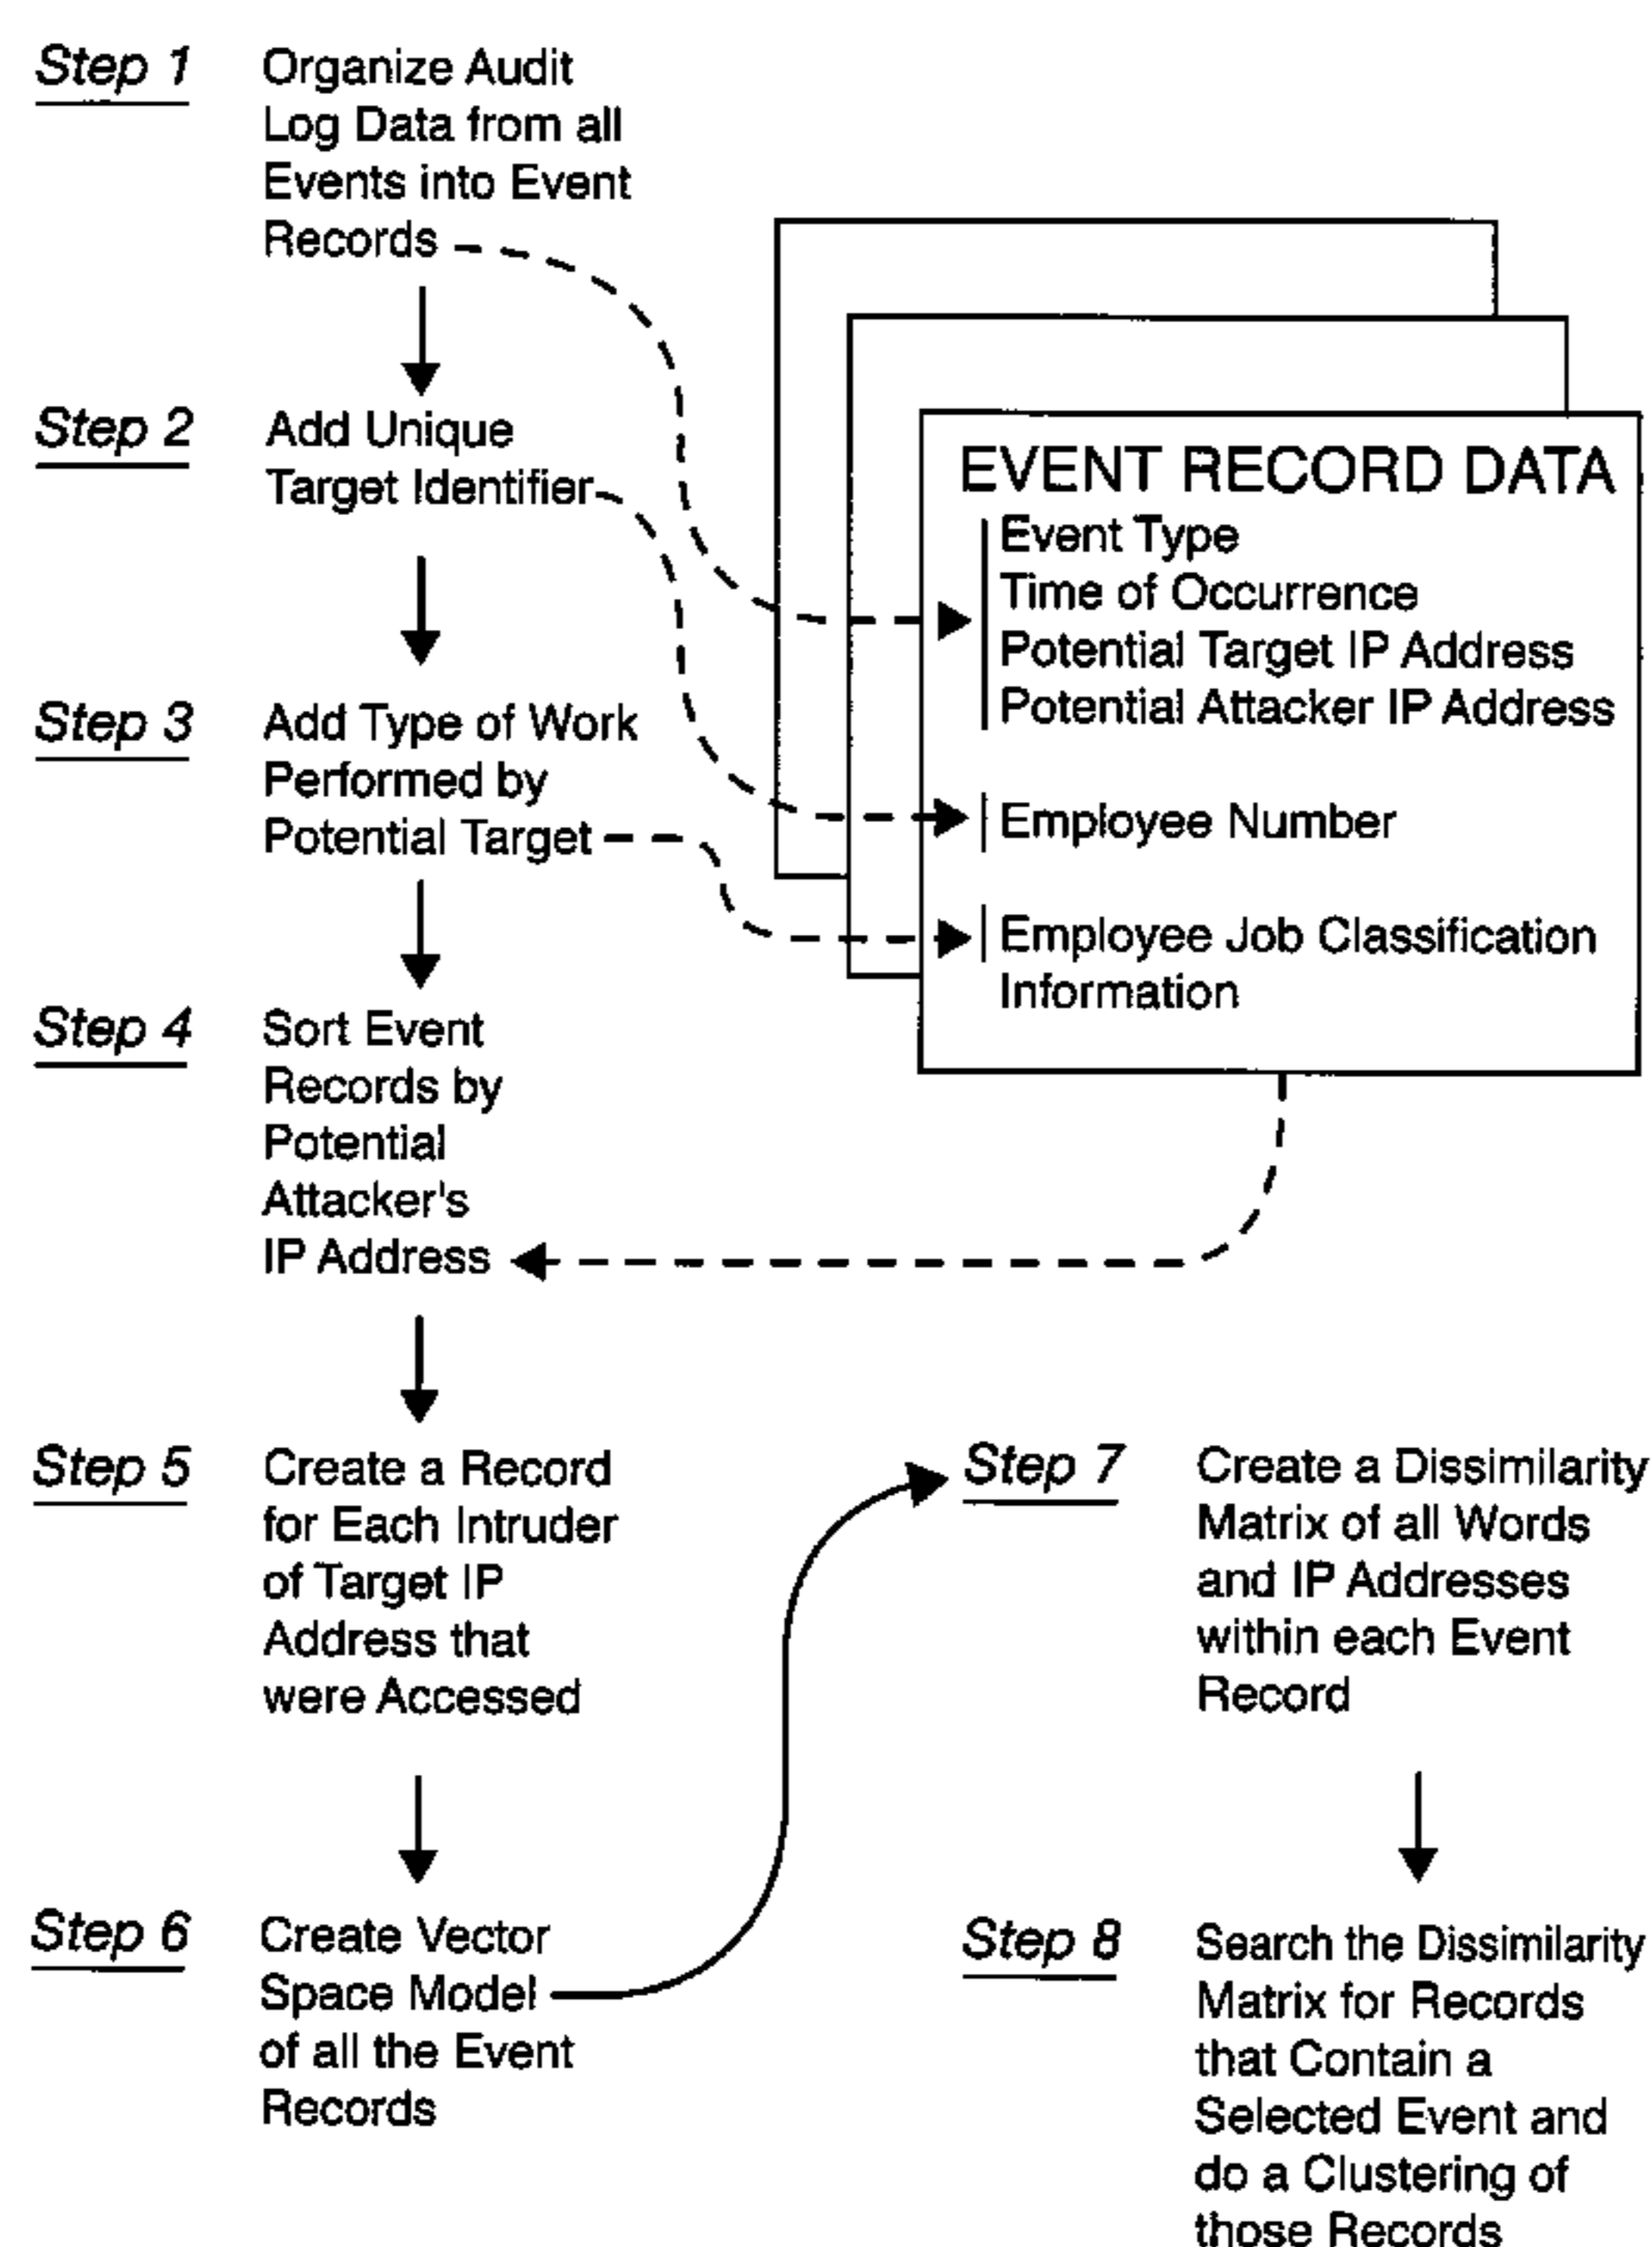 Step 1
Organize Audit
Log Data from all
Events into Event
Records
Step 2
Add Unique
Target Identifier
Step 3
Add Type of Work
Performed by
Potential Target
EVENT RECORD DATA
Event Type
Time of Occurrence
Potential Target IP Address
Potential Attacker IP Address
Employee Number
Employee Job Classification
Information
Step 4
Sort Event
Records by
Potential
Attacker's
IP Address
Step 5
Create a Record
for Each Intruder
of Target IP
Address that
were Accessed
Step 6
Create Vector
Space Model
of all the Event
Records
Step 7
Create a Dissimilarity
Matrix of all Words
and IP Addresses
within each Event
Record
Step 8
Search the Dissimilarity
Matrix for Records
that Contain a
Selected Event and
do a Clustering of
those Records